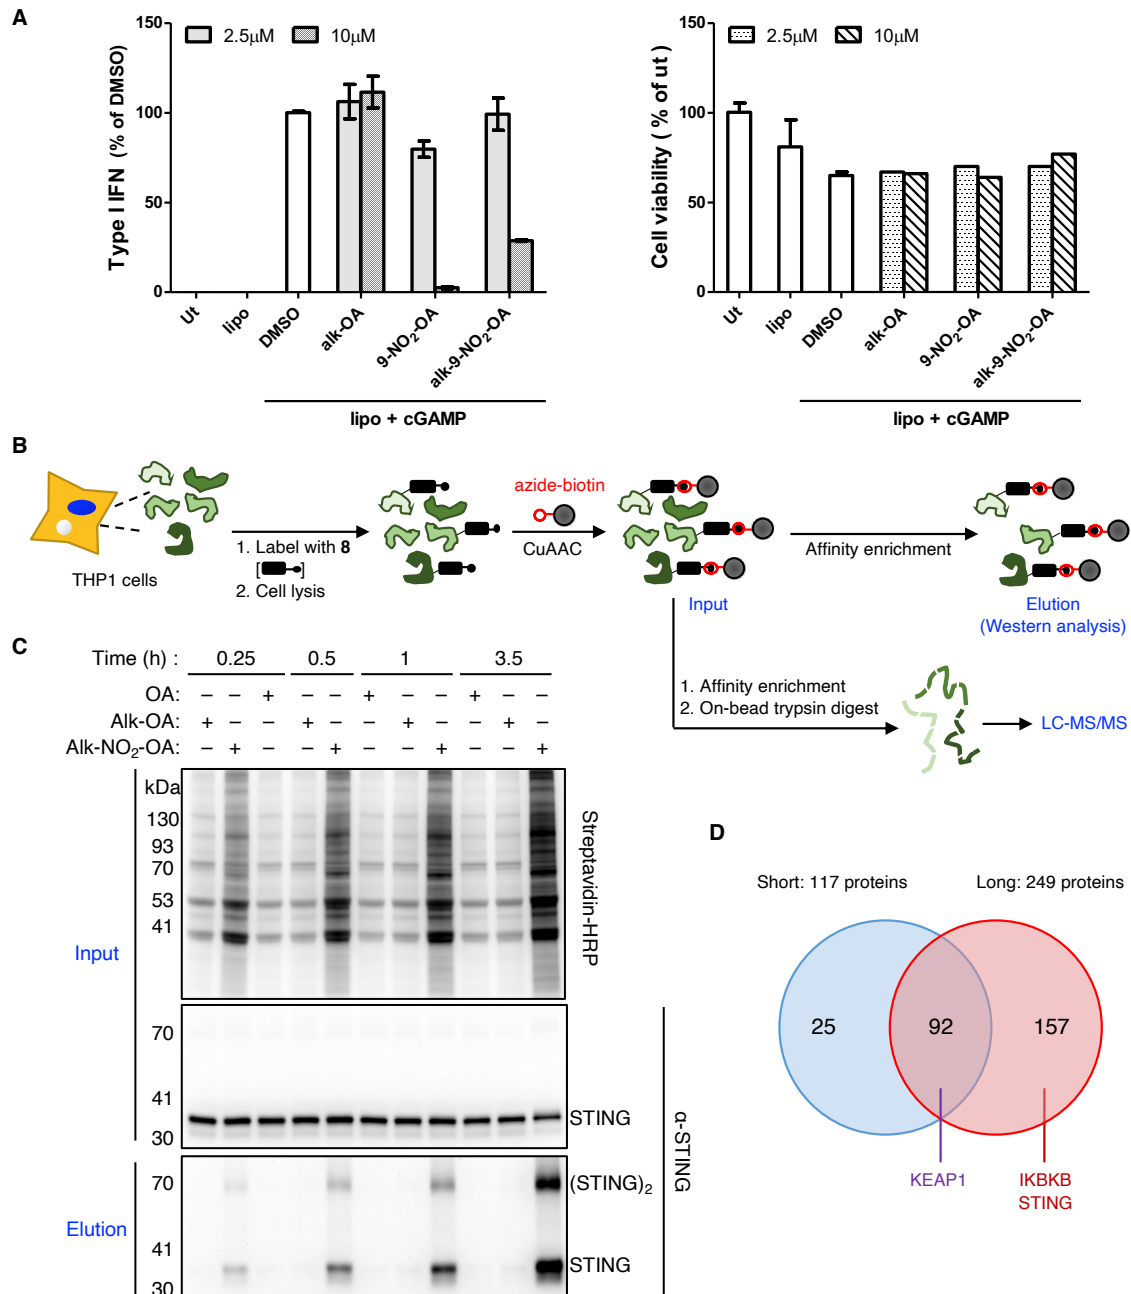 A
Type I IFN (% of DMSO)
150
100
50
0
2.5µM
10µM
Ut
lipo
DMSO
alk-OA
9-NO2-OA
alk-9-NO2-OA
lipo + cGAMP
Cell viability ( % of ut )
150
100
50
0
2.5µM
10µM
Ut
lipo
DMSO
alk-OA
9-NO2-OA
alk-9-NO2-OA
lipo + cGAMP
B
THP1 cells
1. Label with 8
[ ]
2. Cell lysis
azide-biotin
CuAAC
Input
Affinity enrichment
Elution
(Western analysis)
1. Affinity enrichment
2. On-bead trypsin digest
LC-MS/MS
C
Time (h) : 0.25 0.5 1 3.5
OA: – – + – – + – – + – –
Alk-OA: + – – + – – + – – + –
Alk-NO2-OA: – + – – + – – + – – +
kDa
130
93
70
53
41
Input
Streptavidin-HRP
70
41
30
STING
α-STING
70
41
30
Elution
(STING)2
STING
D
Short: 117 proteins
Long: 249 proteins
25
92
157
KEAP1
IKBKB
STING